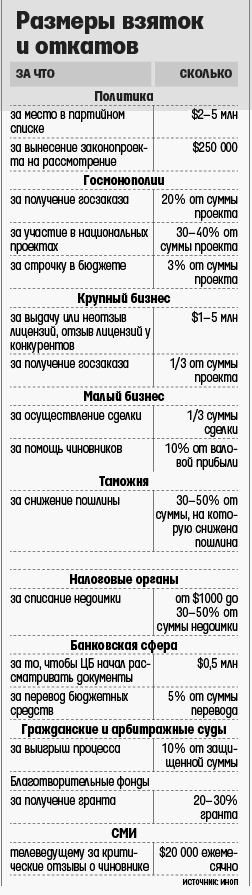 Размеры взяток
и откатов
ЗА ЧТО СКОЛЬКО
Политика
за место в партийном $2–5 млн
списке
за вынесение законопроек- $250 000
та на рассмотрение
Госмонополии
за получение госзаказа 20% от суммы
проекта
за участие в национальных 30–40% от
проектах суммы проекта
за строчку в бюджете 3% от суммы
проекта
Крупный бизнес
за выдачу или неотзыв $1–5 млн
лицензий, отзыв лицензий у
конкурентов
за получение госзаказа 1/3 от суммы
проекта
Малый бизнес
за осуществление сделки 1/3 суммы
сделки
за помощь чиновников 10% от вало-
вой прибыли
Таможня
за снижение пошлины 30–50% от
суммы, на кото-
рую снижена
пошлина
Налоговые органы
за списание недоимки от $1000 до
30–50% от
суммы недоимки
Банковская сфера
за то, чтобы ЦБ начал рас- $0,5 млн
сматривать документы
за перевод бюджетных 5% от суммы
средств перевода
Гражданские и арбитражные суды
за выигрыш процесса 10% от защи-
щенной суммы
Благотворительные фонды
за получение гранта 20–30%
гранта
СМИ
телеведущему за крити- $20 000 ежеме-
ческие отзывы о чиновнике сячно
ИСТОЧНИК: ИНОП